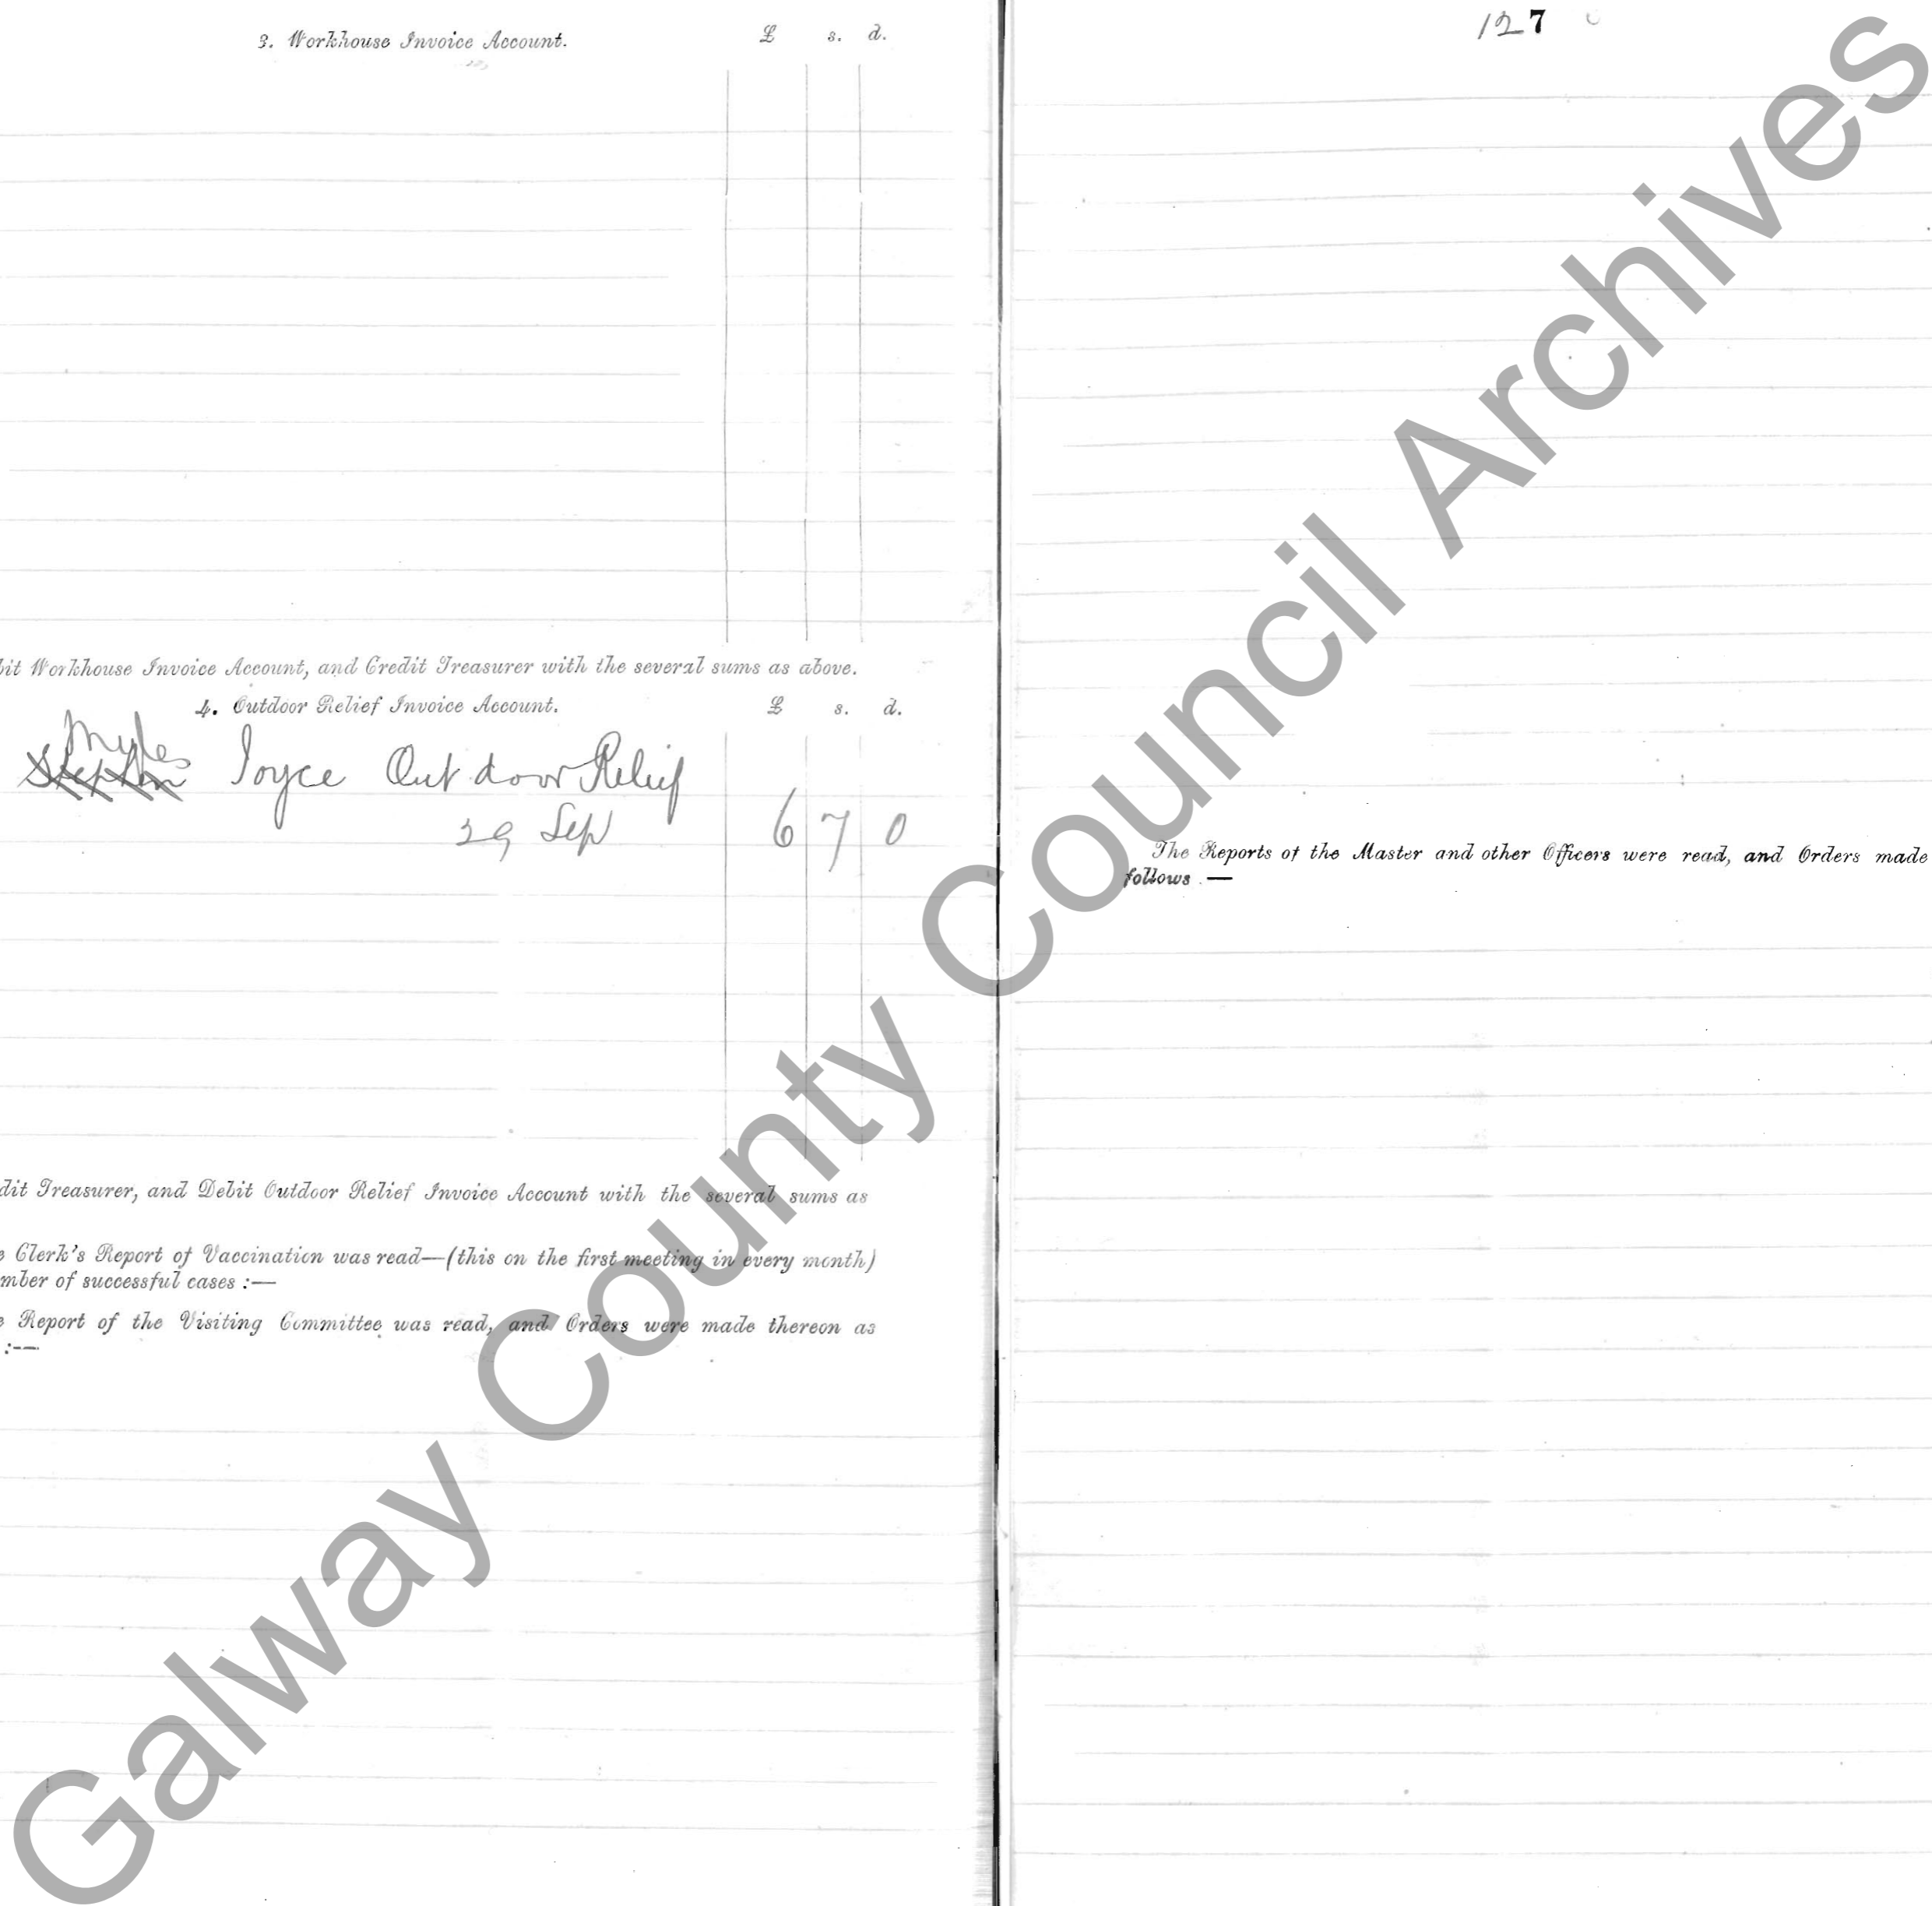 3. Workhouse Invoice Account. £ s. d.
bit Workhouse Invoice Account, and Credit Treasurer with the several sums as above.
4. Outdoor Relief Invoice Account. £ s. d.
Myles
Stephen Joyce Outdoor Relief
29 Sep 6 7 0
dit Treasurer, and Debit Outdoor Relief Invoice Account with the several sums as
e Clerk's Report of Vaccination was read—(this on the first meeting in every month)
mber of successful cases :—
e Report of the Visiting Committee was read, and Orders were made thereon as
:—
127
The Reports of the Master and other Officers were read, and Orders made
follows .—
Galway County Council Archives